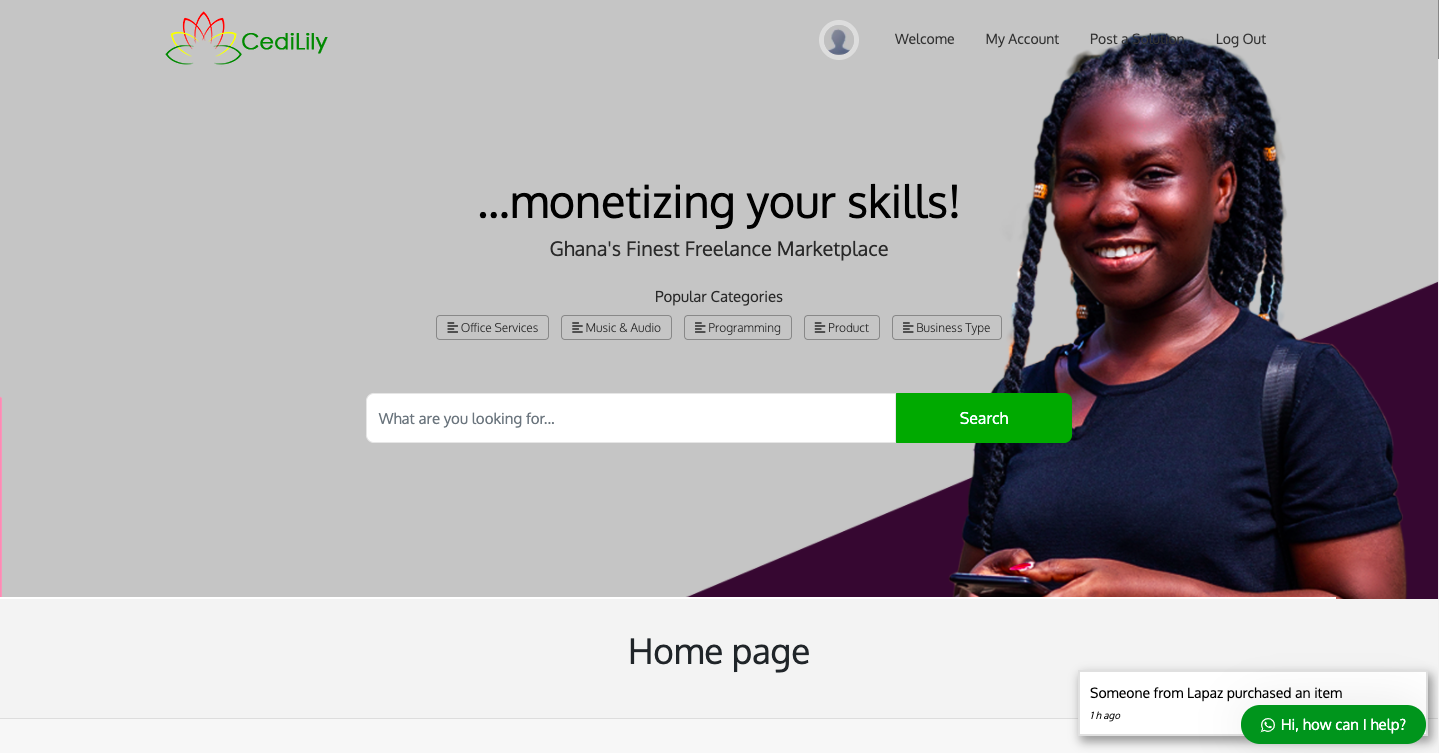 CediLily
Welcome My Account Post a Solution Log Out
...monetizing your skills!
Ghana's Finest Freelance Marketplace
Popular Categories
Office Services Music & Audio Programming Product Business Type
What are you looking for... Search
Home page
Someone from Lapaz purchased an item
1 h ago
Hi, how can I help?